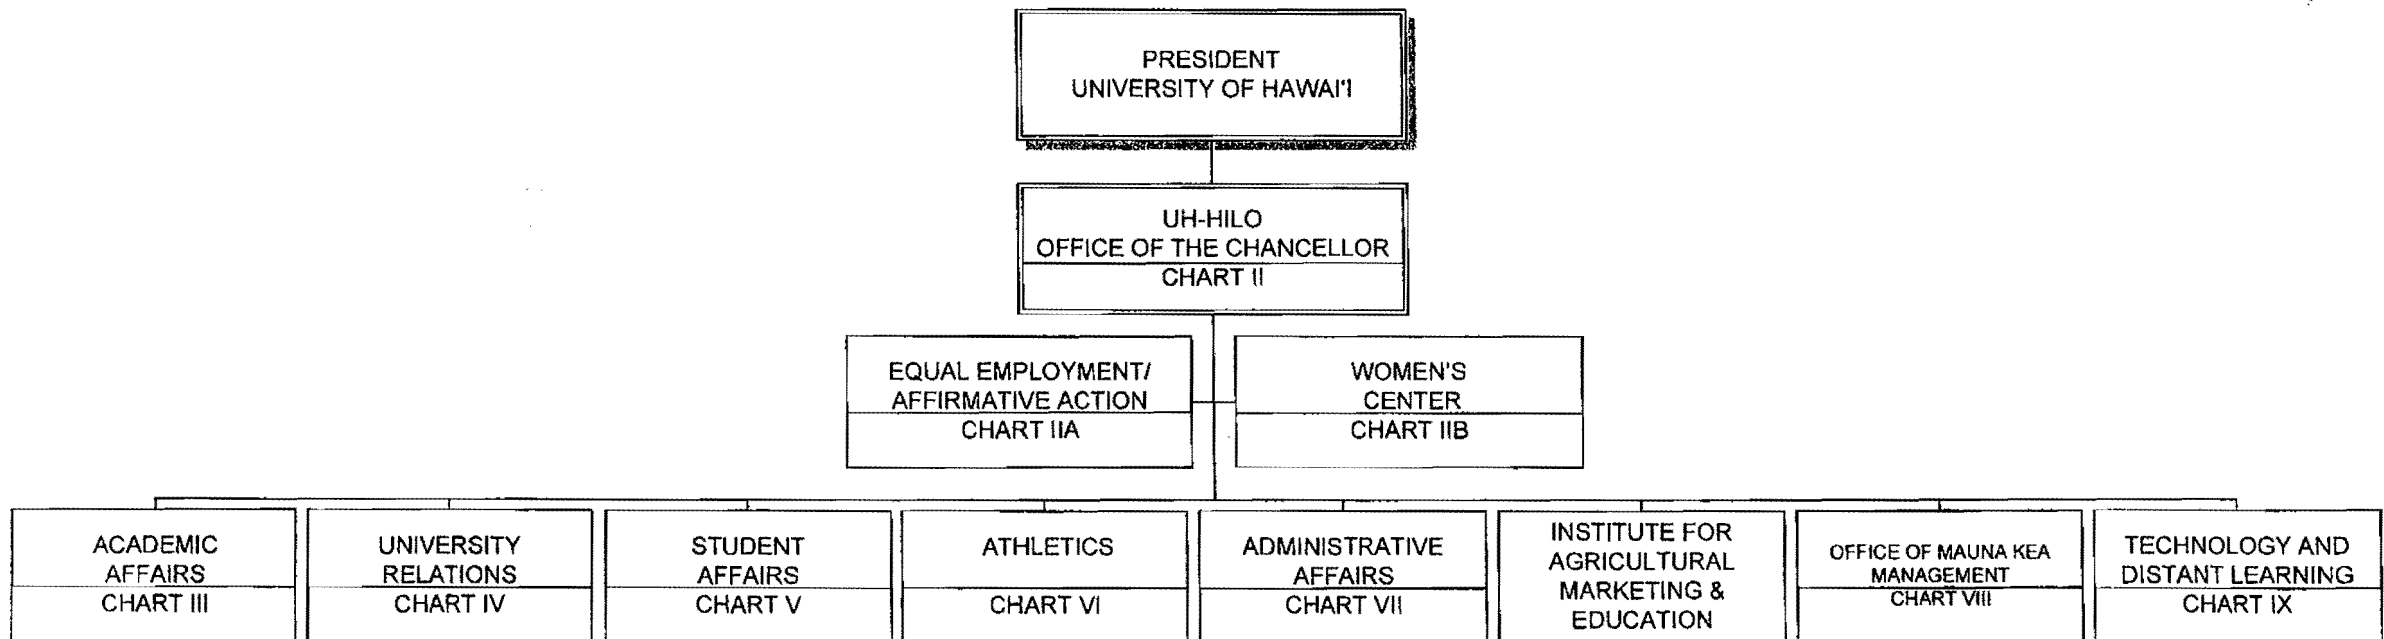 PRESIDENT
UNIVERSITY OF HAWAI'I
UH-HILO
OFFICE OF THE CHANCELLOR
CHART II
EQUAL EMPLOYMENT/
AFFIRMATIVE ACTION
CHART IIA
WOMEN'S
CENTER
CHART IIB
ACADEMIC
AFFAIRS
CHART III
UNIVERSITY
RELATIONS
CHART IV
STUDENT
AFFAIRS
CHART V
ATHLETICS
CHART VI
ADMINISTRATIVE
AFFAIRS
CHART VII
INSTITUTE FOR
AGRICULTURAL
MARKETING &
EDUCATION
OFFICE OF MAUNA KEA
MANAGEMENT
CHART VIII
TECHNOLOGY AND
DISTANT LEARNING
CHART IX